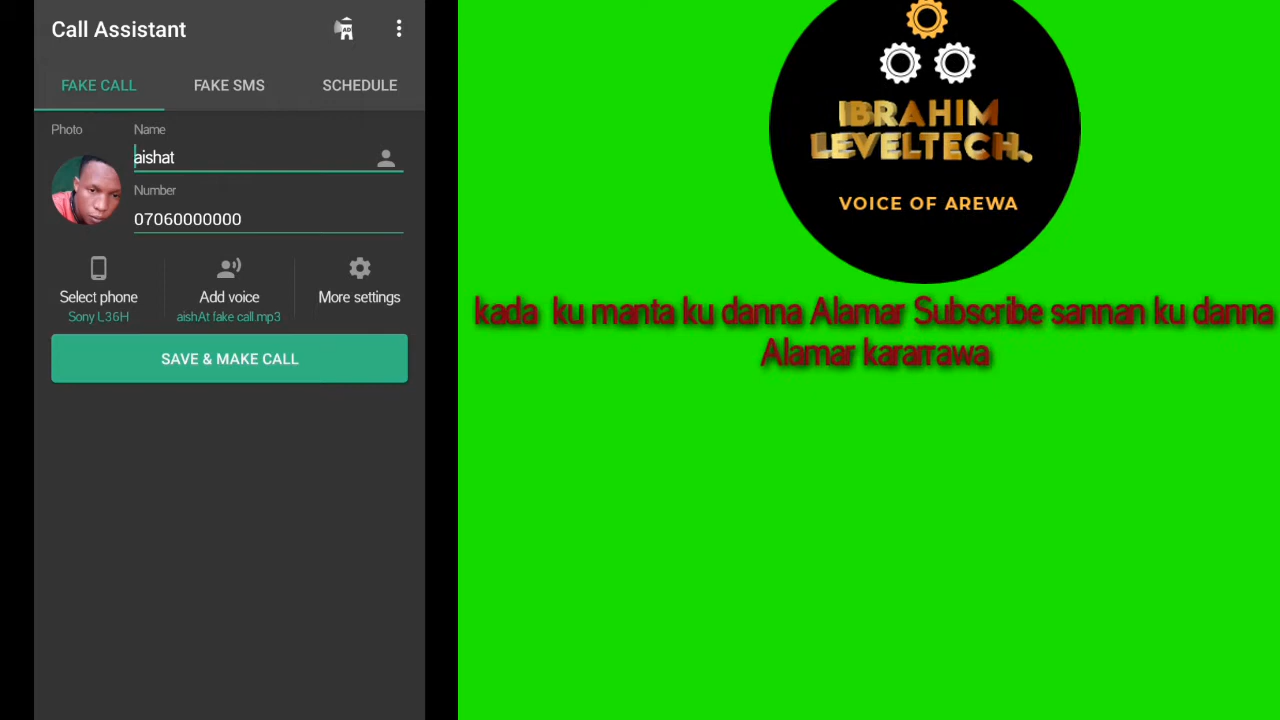 Call Assistant
AD
FAKE CALL FAKE SMS SCHEDULE
Photo Name
aishat
Number
07060000000
Select phone Add voice More settings
Sony L36H aishAt fake call.mp3
SAVE & MAKE CALL
IBRAHIM
LEVELTECH.
VOICE OF AREWA
kada ku manta ku danna Alamar Subscribe sannan ku danna
Alamar kararrawa